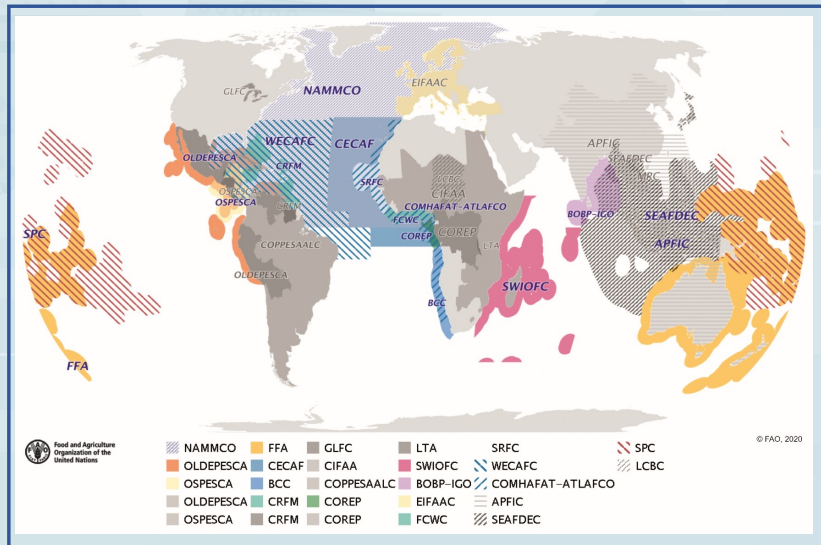 GLFC
NAMMCO
EIFAAC
OLDEPESCA
WECAFC
CRFM
CECAF
SRFC
LCBC
CIFAA
COMHAFAT-ATLAFCO
FCWC
COREP
COREP
OSPESCA
OSPESCA
CRFM
COPPESAALC
OLDEPESCA
LTA
BCC
SWIOFC
APFIC
SEAFDEC
MRC
BOBP-IGO
SEAFDEC
APFIC
SPC
FFA
© FAO, 2020
Food and Agriculture
Organization of the
United Nations
NAMMCO FFA GLFC LTA SRFC SPC
OLDEPESCA CECAF CIFAA SWIOFC WECAFC LCBC
OSPESCA BCC COPPESAALC BOBP-IGO COMHAFAT-ATLAFCO
OLDEPESCA CRFM COREP EIFAAC APFIC
OSPESCA CRFM COREP FCWC SEAFDEC